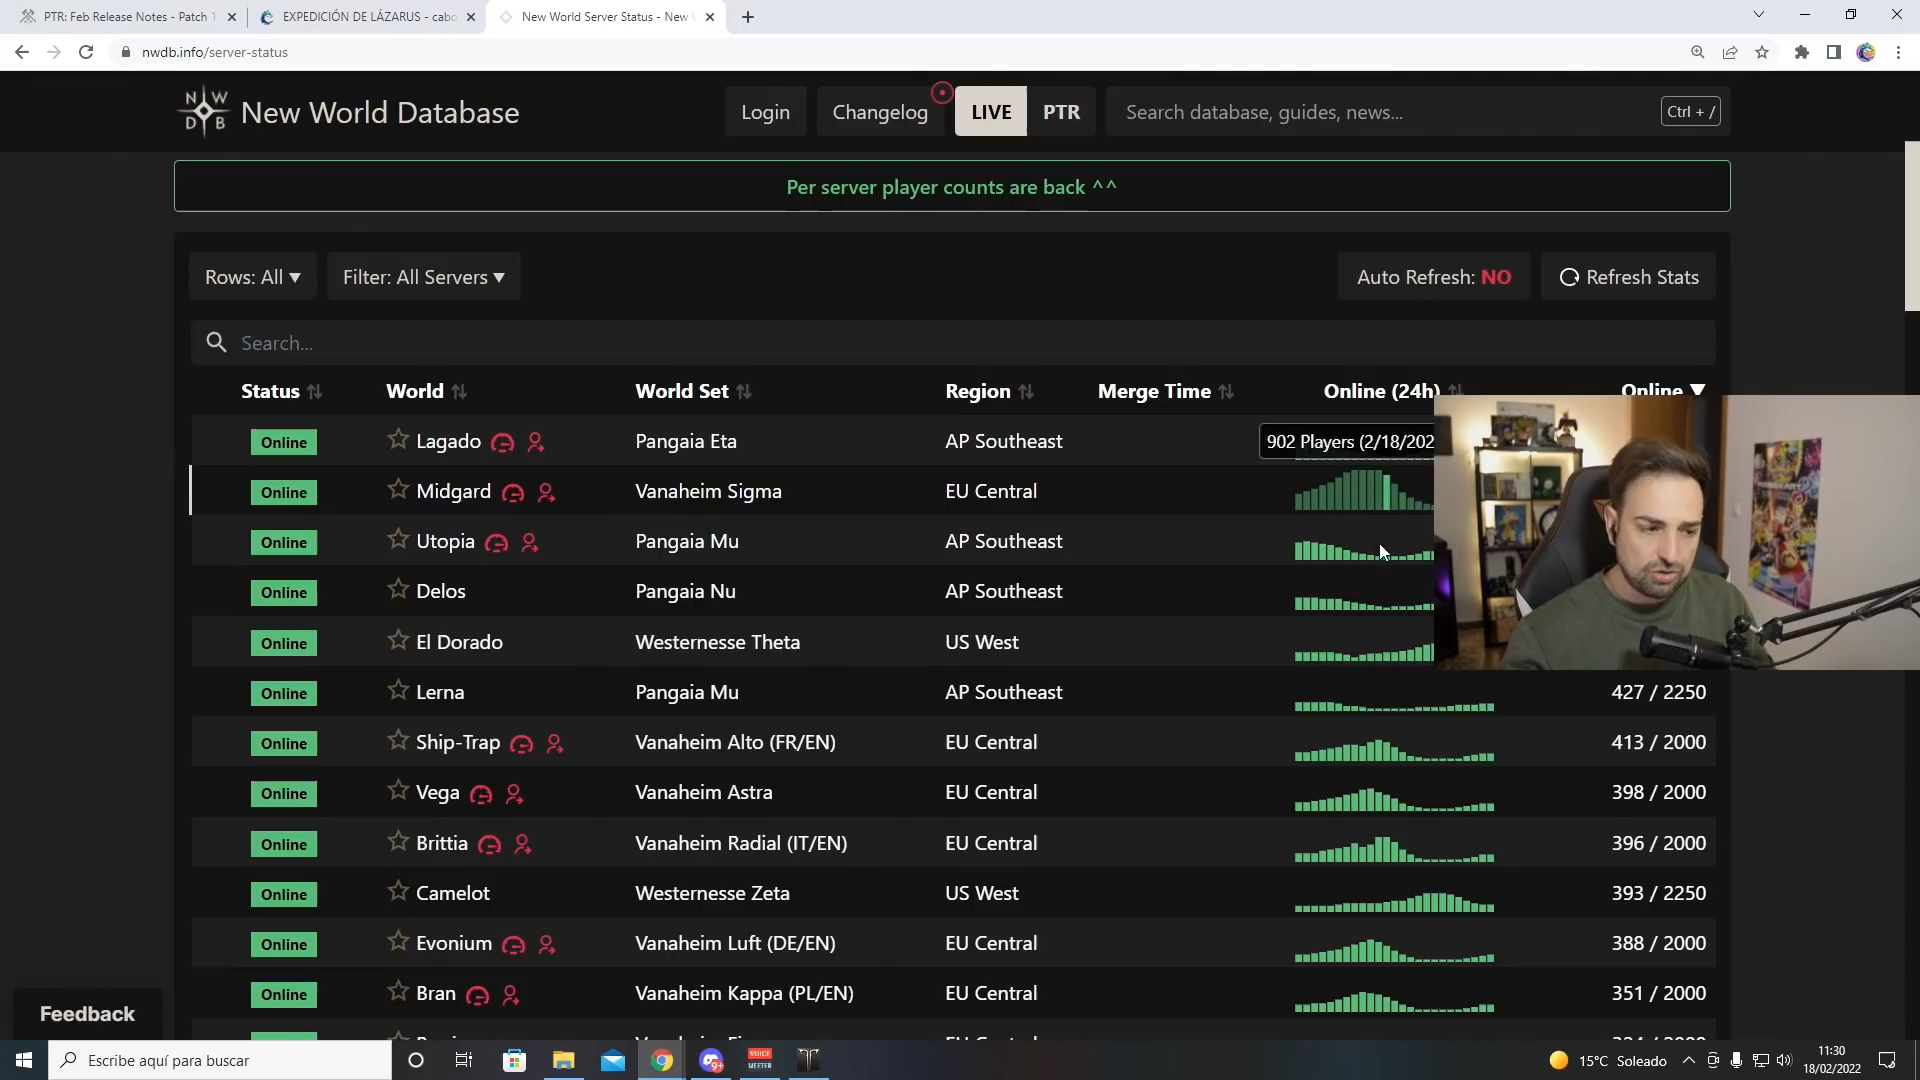 PTR: Feb Release Notes - Patch 1
EXPEDICIÓN DE LÁZARUS - cabo
New World Server Status - New W
nwdb.info/server-status
NW
DB
New World Database
Login
Changelog
LIVE
PTR
Search database, guides, news...
Ctrl + /
Per server player counts are back ^^
Rows: All ▼
Filter: All Servers ▼
Auto Refresh: NO
Refresh Stats
Search...
Status World World Set Region Merge Time Online (24h) Online ▼
Online Lagado Pangaia Eta AP Southeast 902 Players (2/18/202
Online Midgard Vanaheim Sigma EU Central
Online Utopia Pangaia Mu AP Southeast
Online Delos Pangaia Nu AP Southeast
Online El Dorado Westernesse Theta US West
Online Lerna Pangaia Mu AP Southeast 427 / 2250
Online Ship-Trap Vanaheim Alto (FR/EN) EU Central 413 / 2000
Online Vega Vanaheim Astra EU Central 398 / 2000
Online Brittia Vanaheim Radial (IT/EN) EU Central 396 / 2000
Online Camelot Westernesse Zeta US West 393 / 2250
Online Evonium Vanaheim Luft (DE/EN) EU Central 388 / 2000
Online Bran Vanaheim Kappa (PL/EN) EU Central 351 / 2000
Feedback
Escribe aquí para buscar
9+
VOICE
MEETER
15°C Soleado
11:30
18/02/2022